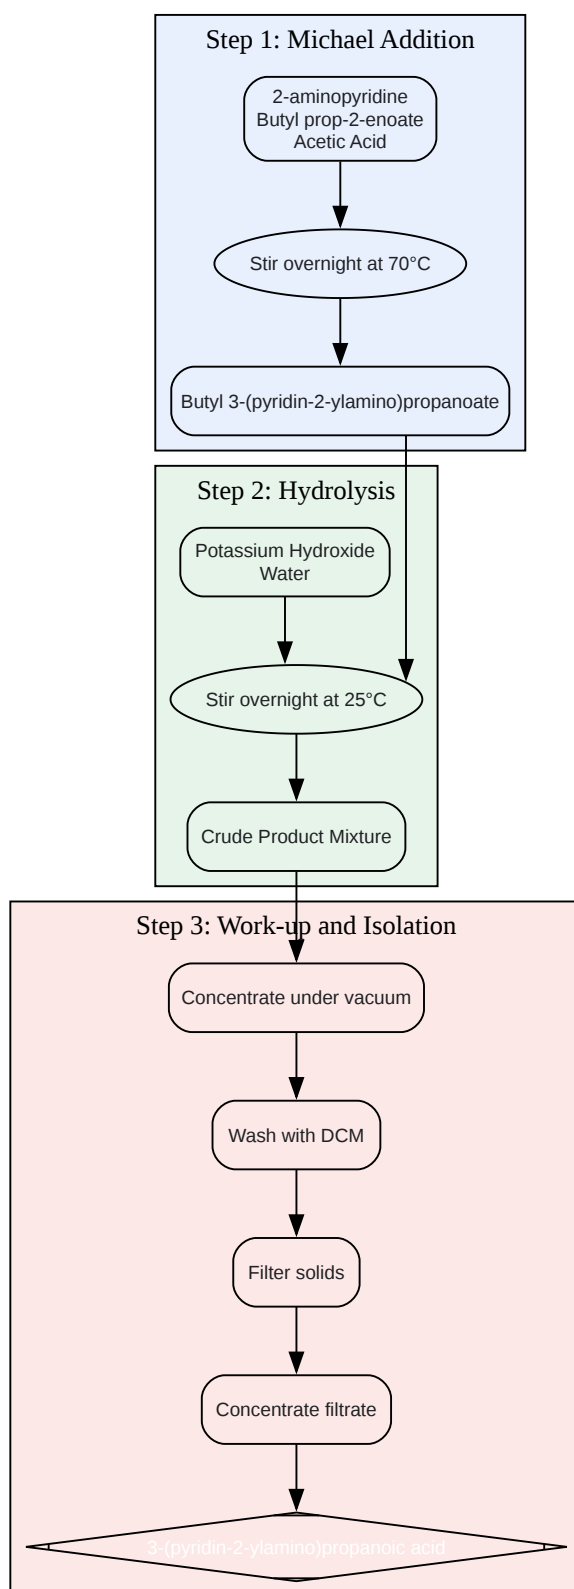 Step 1: Michael Addition
2-aminopyridine
Butyl prop-2-enoate
Acetic Acid
Stir overnight at 70°C
Butyl 3-(pyridin-2-ylamino)propanoate
Step 2: Hydrolysis
Potassium Hydroxide
Water
Stir overnight at 25°C
Crude Product Mixture
Step 3: Work-up and Isolation
Concentrate under vacuum
Wash with DCM
Filter solids
Concentrate filtrate
3-(pyridin-2-ylamino)propanoic acid